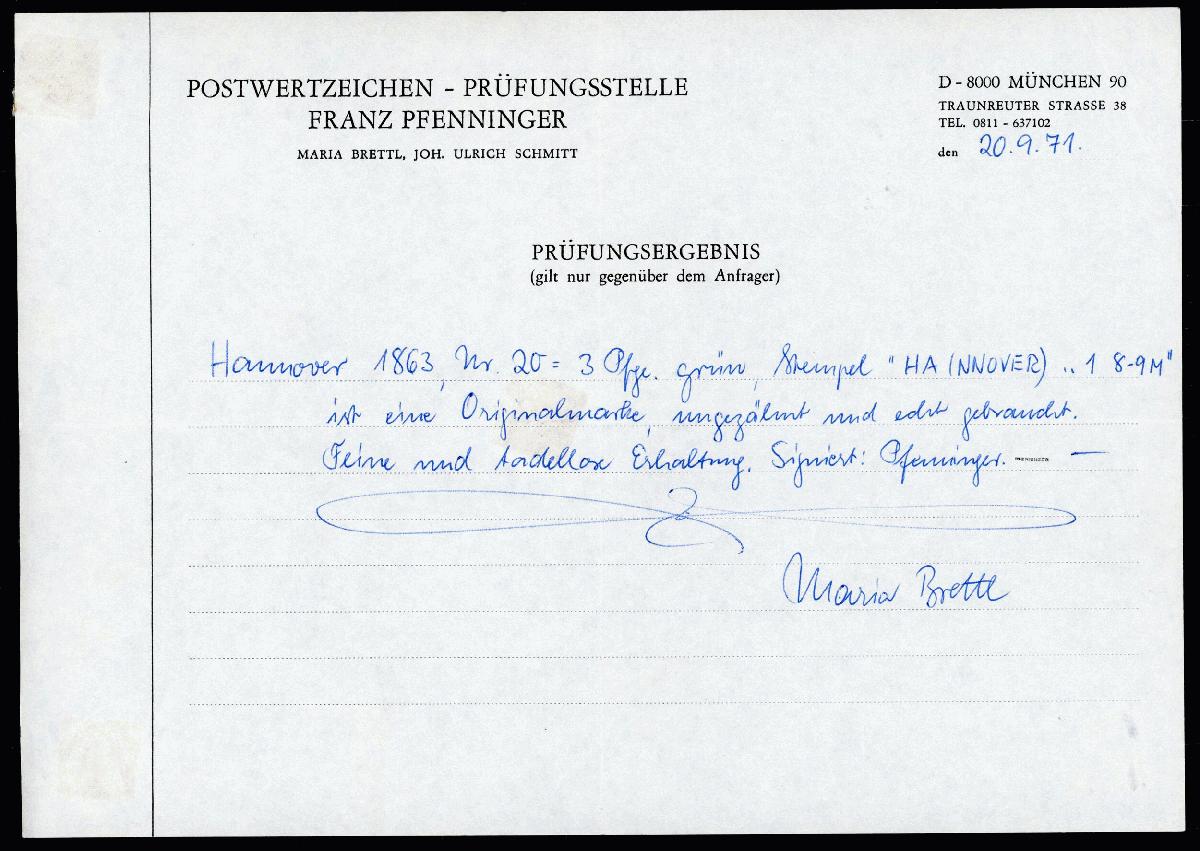 POSTWERTZEICHEN - PRÜFUNGSSTELLE
FRANZ PFENNINGER
MARIA BRETTL, JOH. ULRICH SCHMITT
D - 8000 MÜNCHEN 90
TRAUNREUTER STRASSE 38
TEL. 0811 - 637102
den 20.9.71.
PRÜFUNGSERGEBNIS
(gilt nur gegenüber dem Anfrager)
Hannover 1863, Nr. 20 = 3 Pfge. grün, Stempel "HA(NNOVER) .. 1 8-9M"
ist eine Originalmarke, ungezähnt und echt gebraucht.
Feine und tadellose Erhaltung. Signiert: Pfenninger. —
Maria Brettl